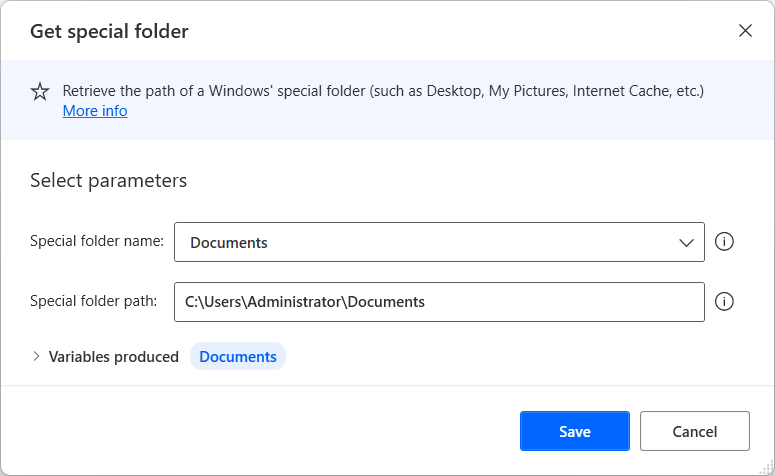 Get special folder
Retrieve the path of a Windows' special folder (such as Desktop, My Pictures, Internet Cache, etc.)
More info
Select parameters
Special folder name: Documents
Special folder path: C:\Users\Administrator\Documents
Variables produced Documents
Save Cancel